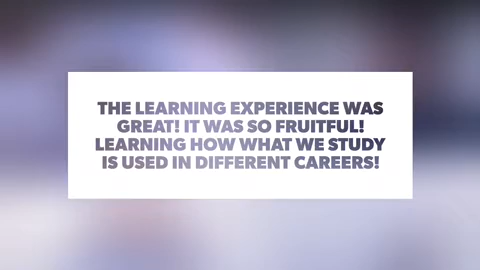 THE LEARNING EXPERIENCE WAS
GREAT! IT WAS SO FRUITFUL!
LEARNING HOW WHAT WE STUDY
IS USED IN DIFFERENT CAREERS!